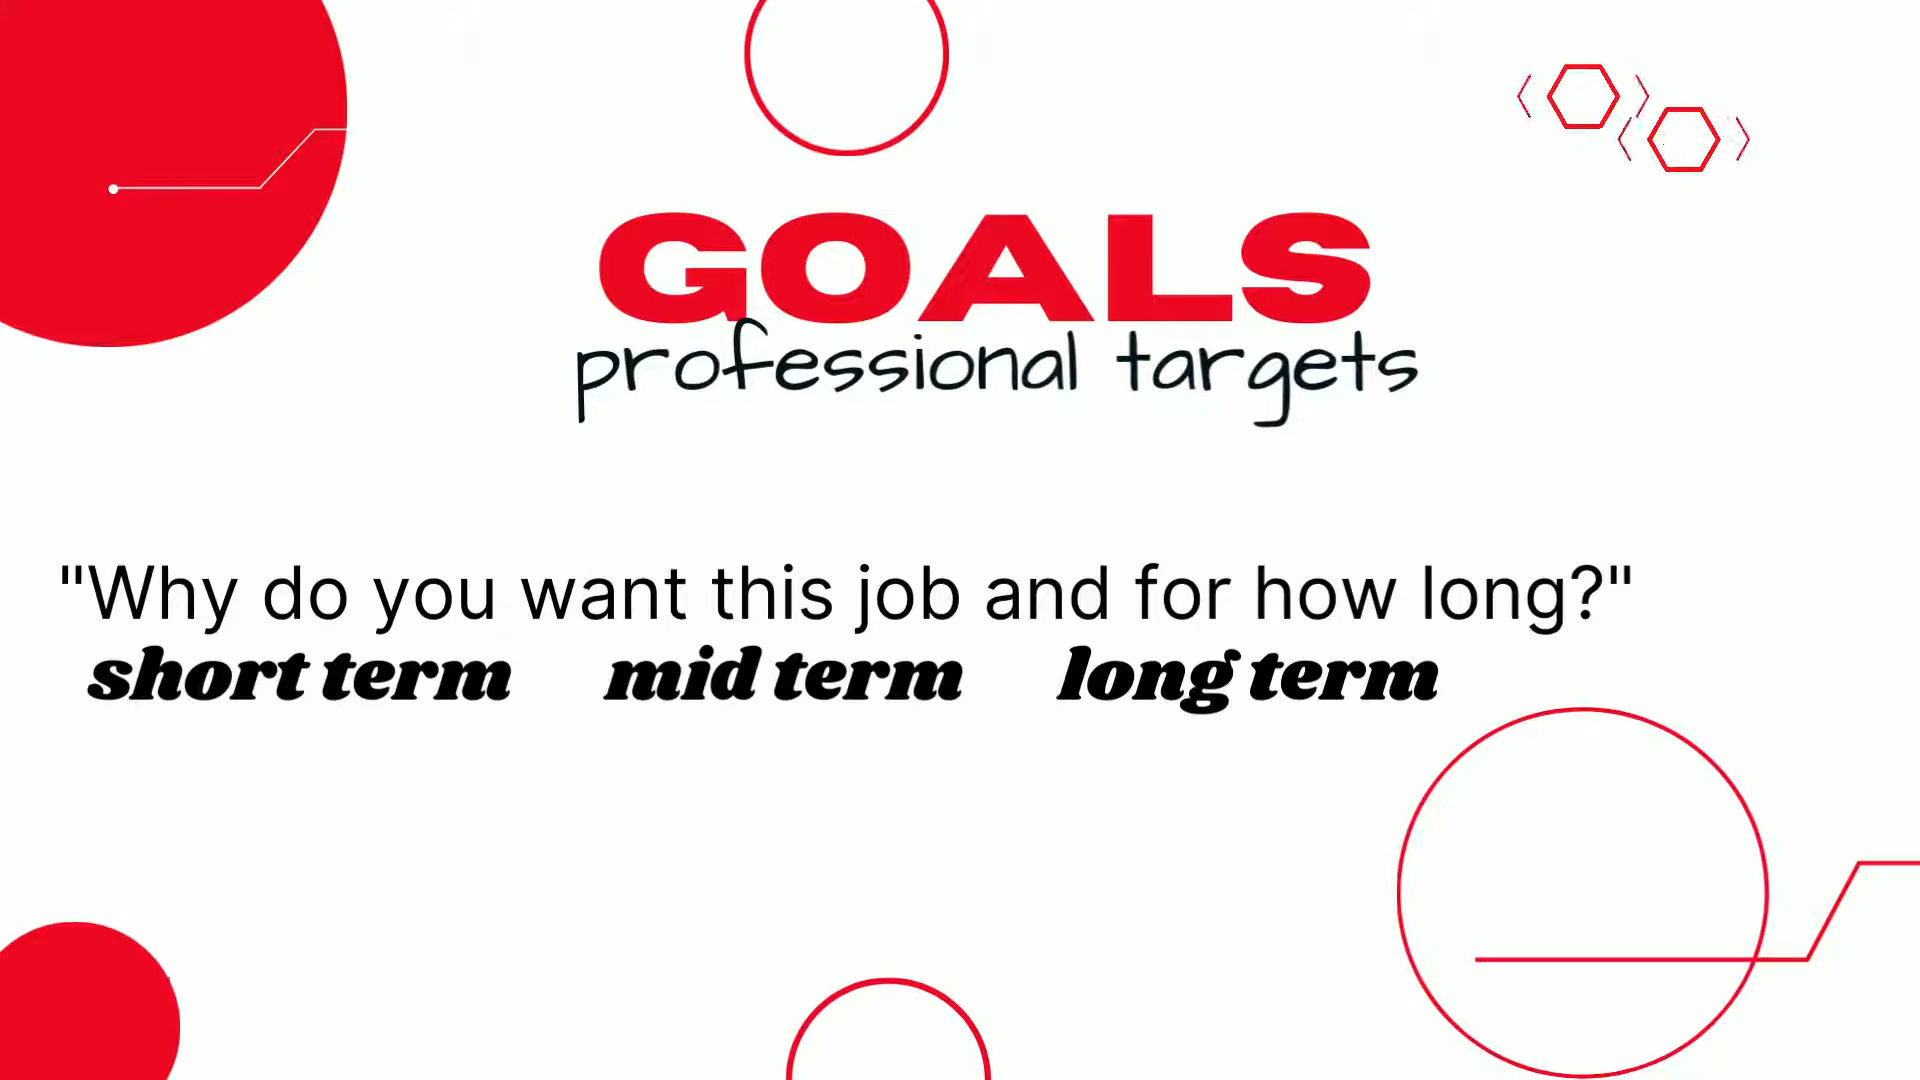 GOALS
professional targets
"Why do you want this job and for how long?"
short term mid term long term